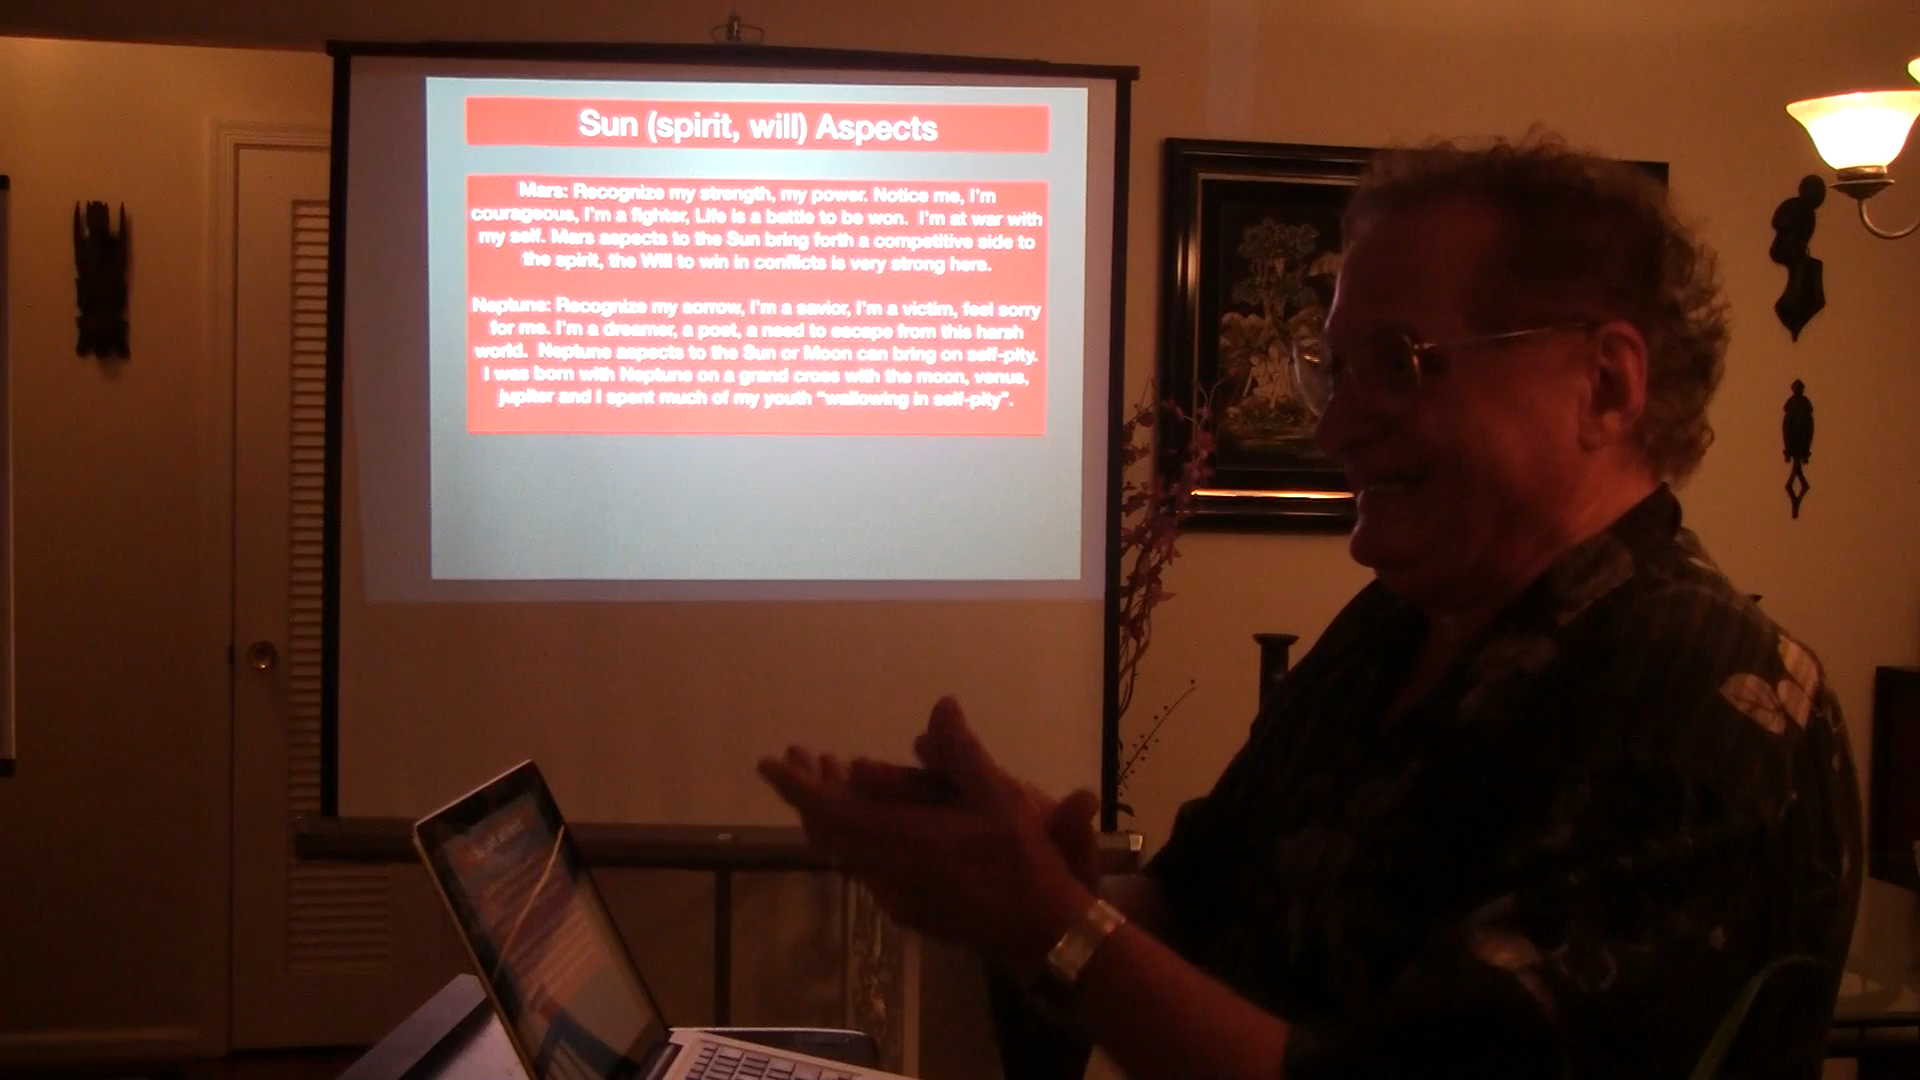 Sun (spirit, will) Aspects
Mars: Recognize my strength, my power. Notice me, I'm
courageous, I'm a fighter, Life is a battle to be won. I'm at war with
my self. Mars aspects to the Sun bring forth a competitive side to
the spirit, the Will to win in conflicts is very strong here.
Neptune: Recognize my sorrow, I'm a savior, I'm a victim, feel sorry
for me. I'm a dreamer, a poet, a need to escape from this harsh
world. Neptune aspects to the Sun or Moon can bring on self-pity.
I was born with Neptune on a grand cross with the moon, venus,
jupiter and I spent much of my youth "wallowing in self-pity".